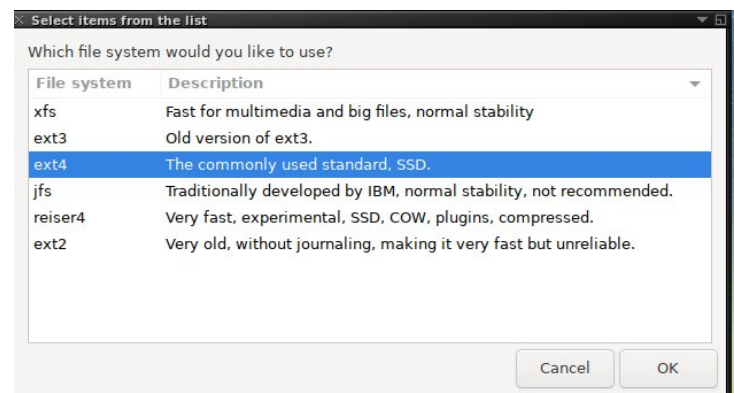 Select items from the list
Which file system would you like to use?
File system Description
xfs Fast for multimedia and big files, normal stability
ext3 Old version of ext3.
ext4 The commonly used standard, SSD.
jfs Traditionally developed by IBM, normal stability, not recommended.
reiser4 Very fast, experimental, SSD, COW, plugins, compressed.
ext2 Very old, without journaling, making it very fast but unreliable.
Cancel OK